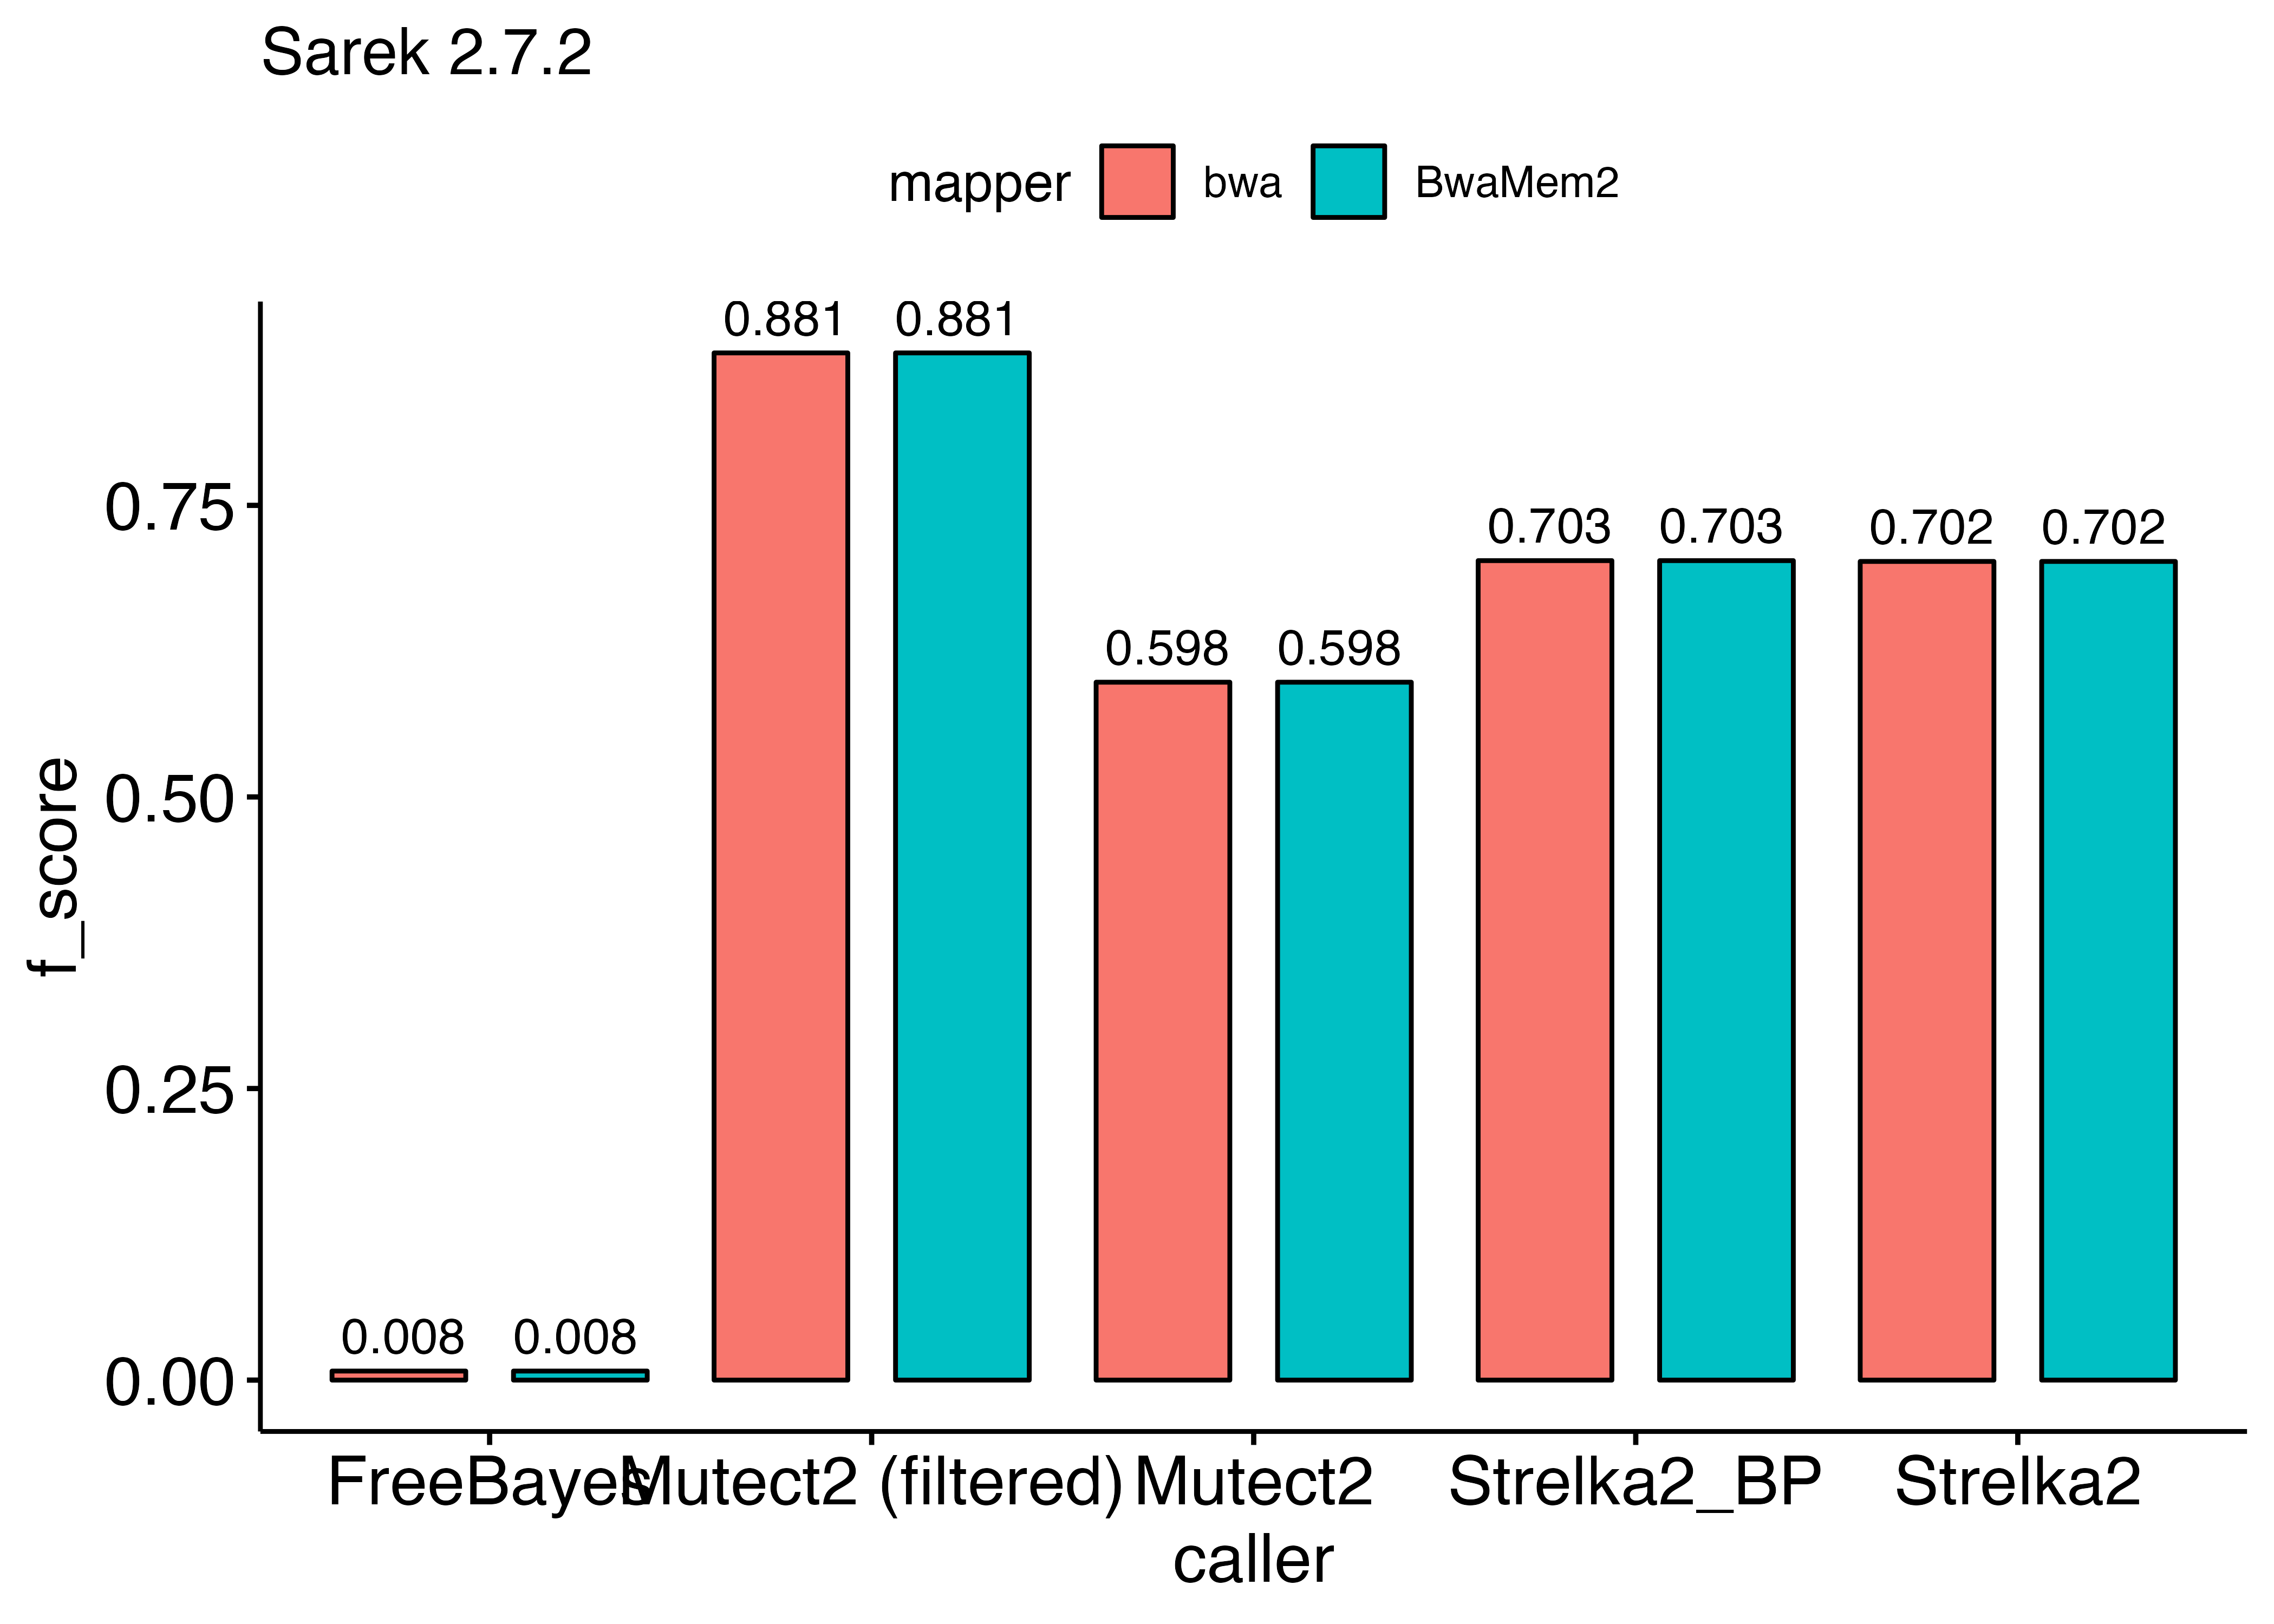 Sarek 2.7.2
mapper bwa BwaMem2
0.881 0.881
0.75
0.703 0.703 0.702 0.702
0.598 0.598
0.50
f_score
0.25
0.008 0.008
0.00
FreeBayes Mutect2 (filtered) Mutect2 Strelka2_BP Strelka2
caller